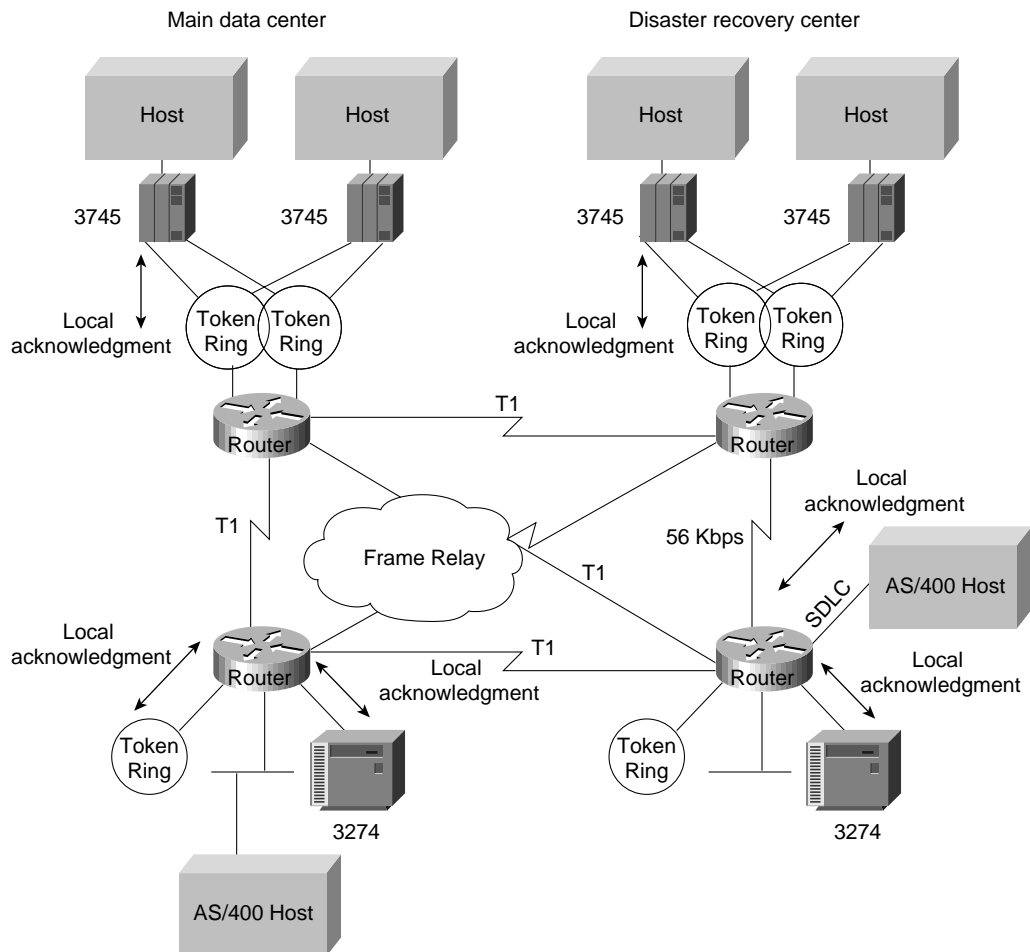 Main data center
Disaster recovery center
Host
Host
Host
Host
3745
3745
3745
3745
Local
acknowledgment
Token
Ring
Token
Ring
Local
acknowledgment
Token
Ring
Token
Ring
Router
T1
Router
T1
Frame Relay
T1
56 Kbps
Local
acknowledgment
SDLC
AS/400 Host
Local
acknowledgment
Router
T1
Local
acknowledgment
Router
Local
acknowledgment
Token
Ring
3274
Token
Ring
3274
AS/400 Host